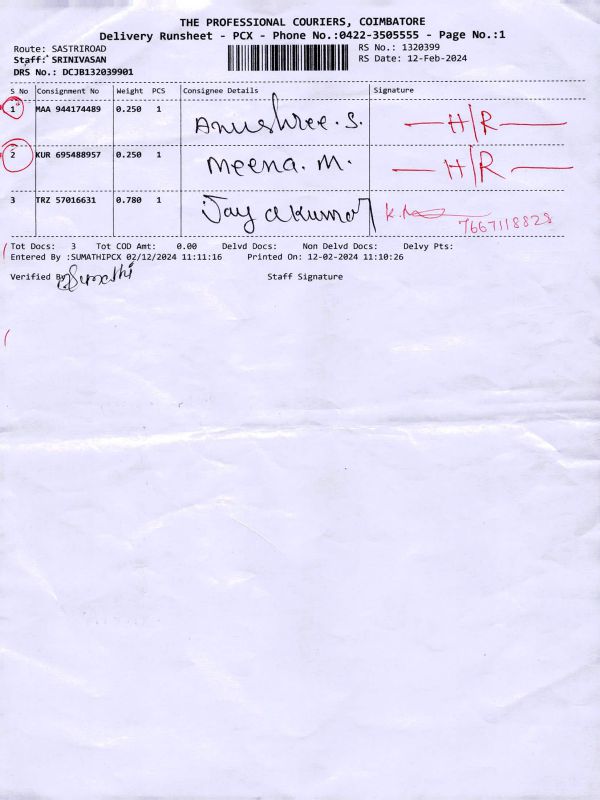 THE PROFESSIONAL COURIERS, COIMBATORE
Delivery Runsheet - PCX - Phone No.:0422-3505555 - Page No.:1
Route: SASTRIROAD RS No.: 1320399
Staff: SRINIVASAN RS Date: 12-Feb-2024
DRS No.: DCJB132039901
S No Consignment No Weight PCS Consignee Details Signature
1 MAA 944174489 0.250 1 Anushree. S. H/R
2 KUR 695488957 0.250 1 Meena. M. H/R
3 TRZ 57016631 0.780 1 Jayakumar K. 7667118828
Tot Docs: 3 Tot COD Amt: 0.00 Delvd Docs: Non Delvd Docs: Delvy Pts:
Entered By :SUMATHIPCX 02/12/2024 11:11:16 Printed On: 12-02-2024 11:10:26
Verified By Sumathi Staff Signature